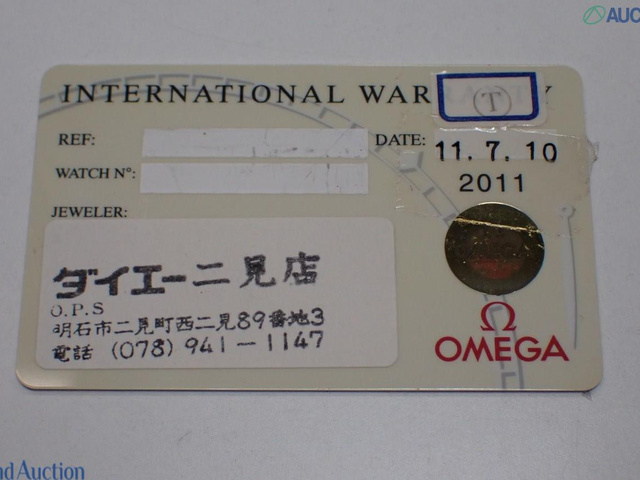 AUC
INTERNATIONAL WAR Y
T
REF:
DATE: 11. 7. 10
WATCH Nº:
2011
JEWELER:
ダイエー二見店
O.P.S
明石市二見町西二見89番地3
電話 (078) 941-1147
Ω
OMEGA
nd Auction